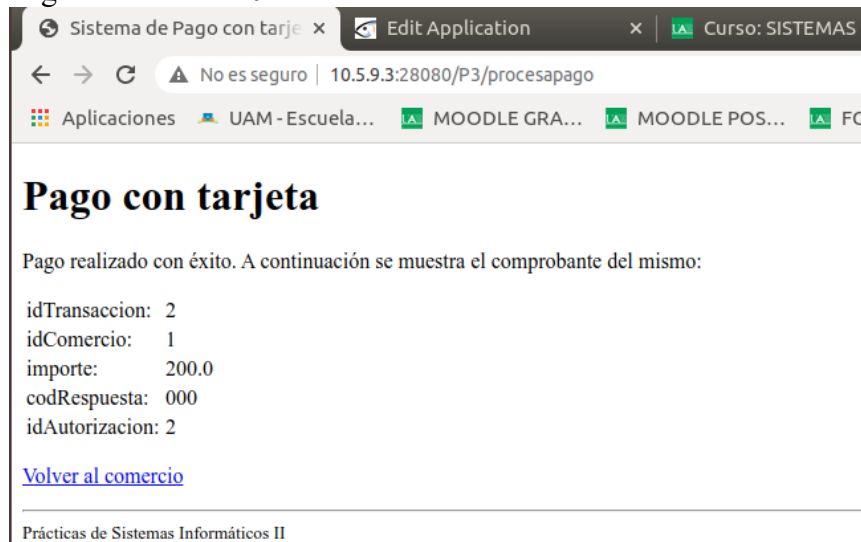 Sistema de Pago con tarje
Edit Application
Curso: SISTEMAS
No es seguro | 10.5.9.3:28080/P3/procesapago
Aplicaciones UAM - Escuela... MOODLE GRA... MOODLE POS...
Pago con tarjeta
Pago realizado con éxito. A continuación se muestra el comprobante del mismo:
idTransaccion: 2
idComercio: 1
importe: 200.0
codRespuesta: 000
idAutorizacion: 2
Volver al comercio
Prácticas de Sistemas Informáticos II